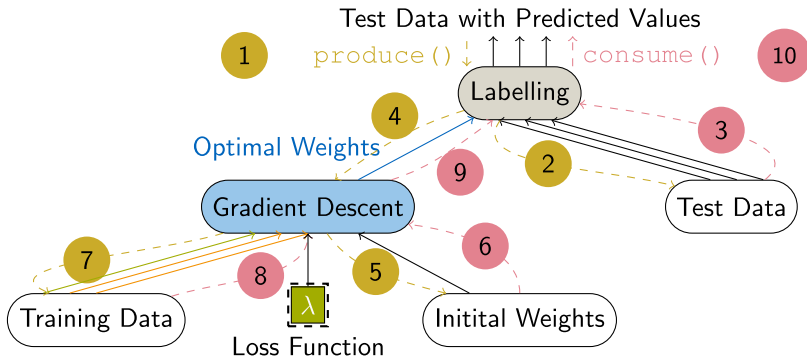 Test Data with Predicted Values
1
produce()
consume()
10
Labelling
4
3
Optimal Weights
9
2
Gradient Descent
Test Data
7
8
5
6
Training Data
λ
Initital Weights
Loss Function